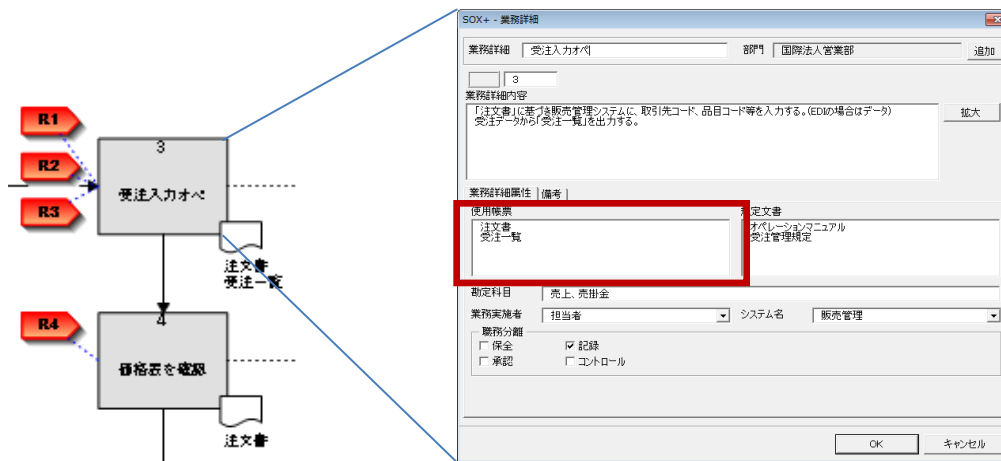 R1
R2
R3
3
受注入力オペ
注文書
受注一覧
R4
4
価格表を確認
注文書
SOX+ - 業務詳細
業務詳細 受注入力オペ 部門 国際法人営業部 追加
3
業務詳細内容
「注文書」に基づき販売管理システムに、取引先コード、品目コード等を入力する。(EDIの場合はデータ)
受注データから「受注一覧」を出力する。
拡大
業務詳細属性 備考
使用帳票 定文書
注文書 オペレーションマニュアル
受注一覧 受注管理規定
勘定科目 売上、売掛金
業務実施者 担当者 システム名 販売管理
職務分離
保全 記録
承認 コントロール
OK キャンセル